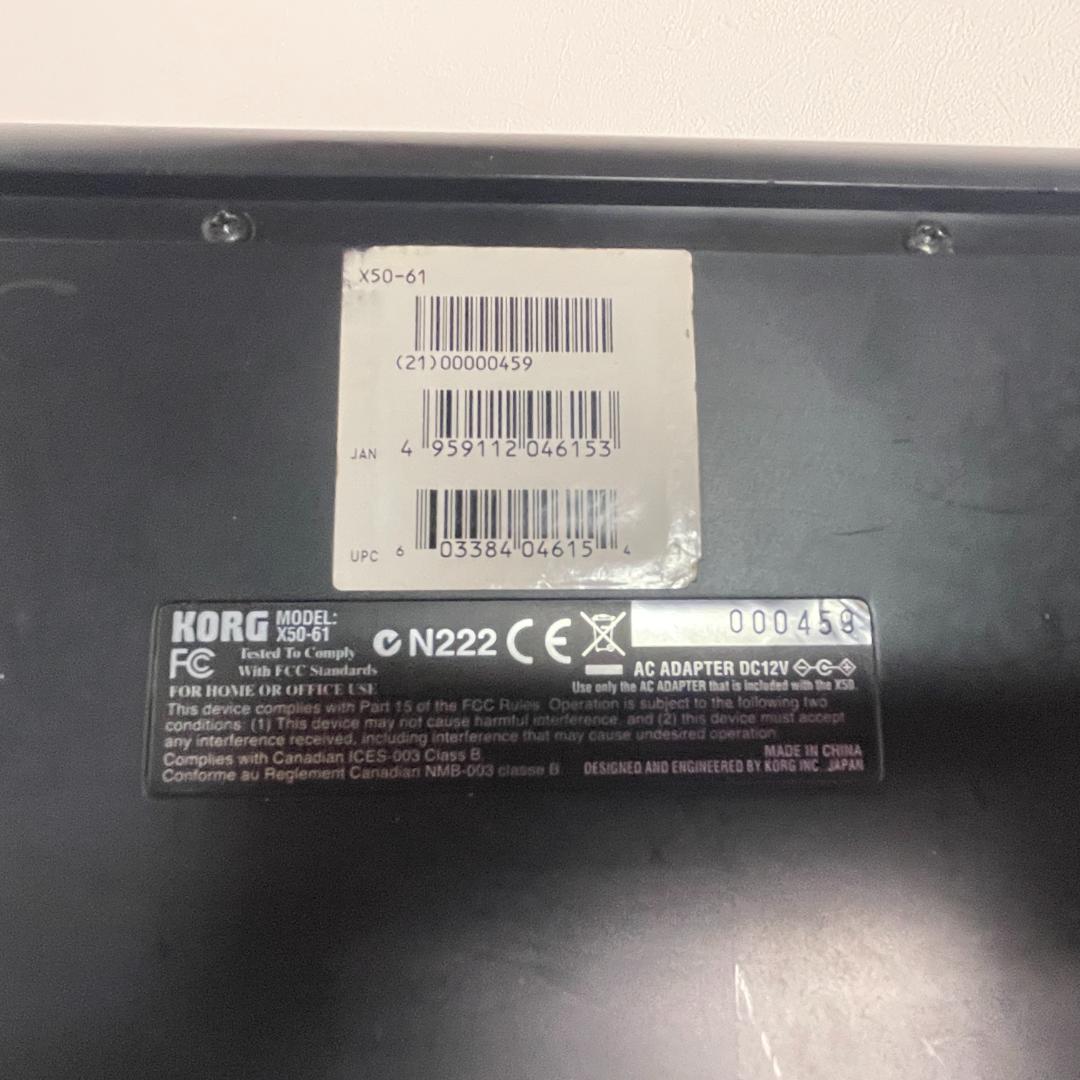 X50-61
(21)00000459
JAN 4 959112 046153
UPC 6 03384 04615 4
KORG MODEL: X50-61
N222 CE
000459
FC Tested To Comply
With FCC Standards
FOR HOME OR OFFICE USE
AC ADAPTER DC12V
Use only the AC ADAPTER that is included with the X50.
This device complies with Part 15 of the FCC Rules. Operation is subject to the following two
conditions: (1) This device may not cause harmful interference, and (2) this device must accept
any interference received, including interference that may cause undesired operation.
Complies with Canadian ICES-003 Class B
Conforme au Reglement Canadian NMB-003 classe B
MADE IN CHINA
DESIGNED AND ENGINEERED BY KORG INC. JAPAN